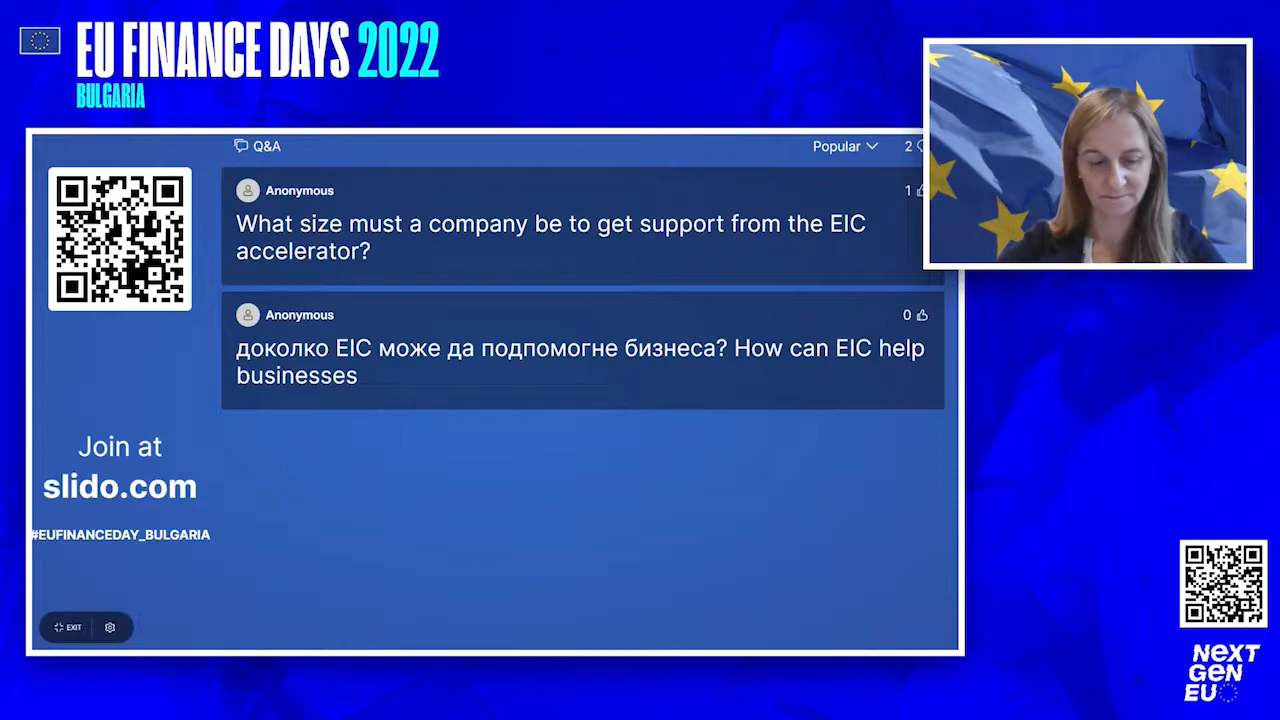 EU FINANCE DAYS 2022
BULGARIA
Q&A
Popular
2
Anonymous
1
What size must a company be to get support from the EIC
accelerator?
Anonymous
0
доколко EIC може да подпомогне бизнеса? How can EIC help
businesses
Join at
slido.com
#EUFINANCEDAY_BULGARIA
EXIT
NEXT
GEN
EU